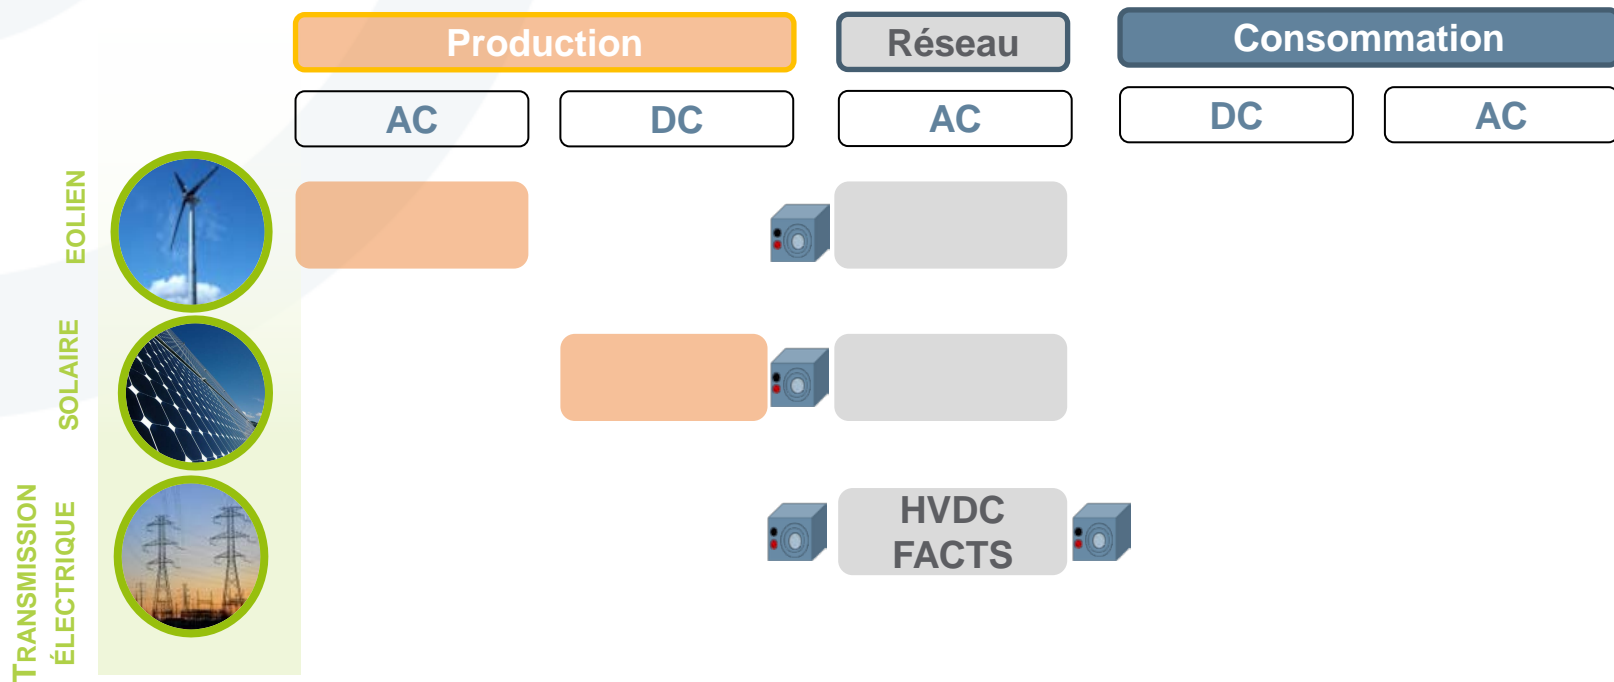 Production
Réseau
Consommation
AC
DC
AC
DC
AC
EOLIEN
SOLAIRE
TRANSMISSION
ÉLECTRIQUE
HVDC
FACTS